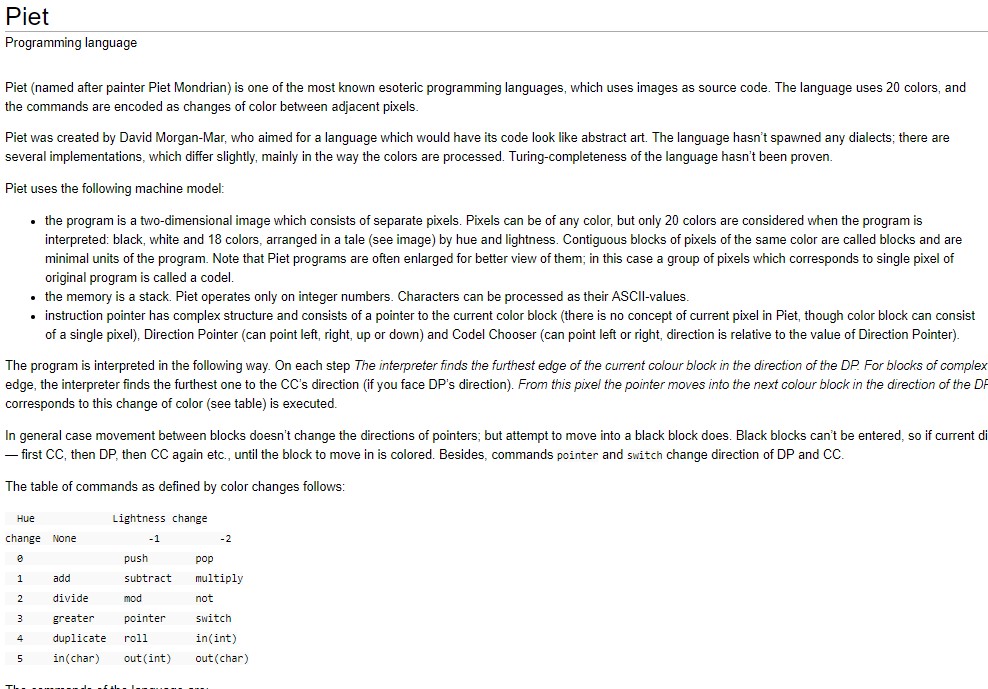 Piet
Programming language
Piet (named after painter Piet Mondrian) is one of the most known esoteric programming languages, which uses images as source code. The language uses 20 colors, and
the commands are encoded as changes of color between adjacent pixels.
Piet was created by David Morgan-Mar, who aimed for a language which would have its code look like abstract art. The language hasn't spawned any dialects; there are
several implementations, which differ slightly, mainly in the way the colors are processed. Turing-completeness of the language hasn't been proven.
Piet uses the following machine model:
• the program is a two-dimensional image which consists of separate pixels. Pixels can be of any color, but only 20 colors are considered when the program is
interpreted: black, white and 18 colors, arranged in a tale (see image) by hue and lightness. Contiguous blocks of pixels of the same color are called blocks and are
minimal units of the program. Note that Piet programs are often enlarged for better view of them; in this case a group of pixels which corresponds to single pixel of
original program is called a codel.
• the memory is a stack. Piet operates only on integer numbers. Characters can be processed as their ASCII-values.
• instruction pointer has complex structure and consists of a pointer to the current color block (there is no concept of current pixel in Piet, though color block can consist
of a single pixel), Direction Pointer (can point left, right, up or down) and Codel Chooser (can point left or right, direction is relative to the value of Direction Pointer).
The program is interpreted in the following way. On each step The interpreter finds the furthest edge of the current colour block in the direction of the DP. For blocks of complex
edge, the interpreter finds the furthest one to the CC's direction (if you face DP's direction). From this pixel the pointer moves into the next colour block in the direction of the DP
corresponds to this change of color (see table) is executed.
In general case movement between blocks doesn't change the directions of pointers; but attempt to move into a black block does. Black blocks can't be entered, so if current di
— first CC, then DP, then CC again etc., until the block to move in is colored. Besides, commands pointer and switch change direction of DP and CC.
The table of commands as defined by color changes follows:
Hue Lightness change
change None -1 -2
0 push pop
1 add subtract multiply
2 divide mod not
3 greater pointer switch
4 duplicate roll in(int)
5 in(char) out(int) out(char)
The commands of the language are: